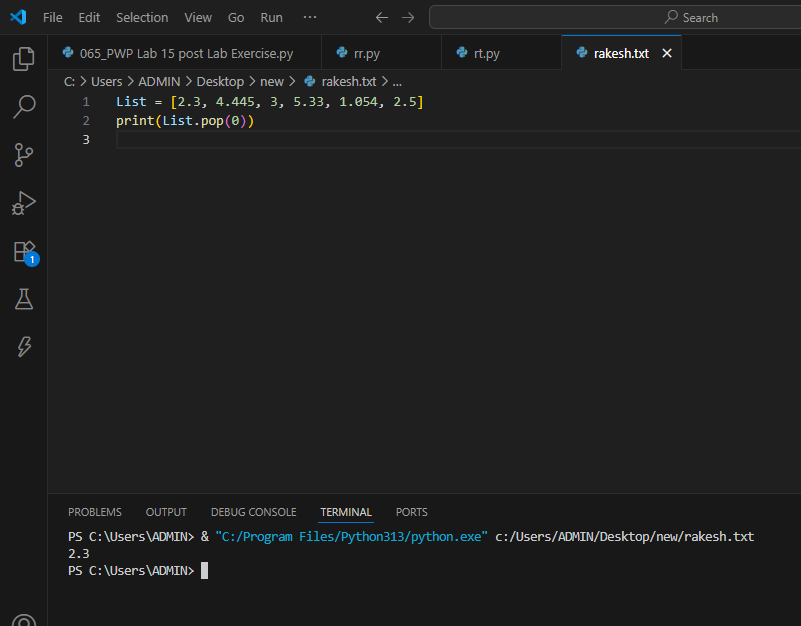 File Edit Selection View Go Run ···
Search
065_PWP Lab 15 post Lab Exercise.py
rr.py
rt.py
rakesh.txt
C: > Users > ADMIN > Desktop > new > rakesh.txt > ...
1 List = [2.3, 4.445, 3, 5.33, 1.054, 2.5]
2 print(List.pop(0))
3
1
PROBLEMS OUTPUT DEBUG CONSOLE TERMINAL PORTS
PS C:\Users\ADMIN> & "C:/Program Files/Python313/python.exe" c:/Users/ADMIN/Desktop/new/rakesh.txt
2.3
PS C:\Users\ADMIN>